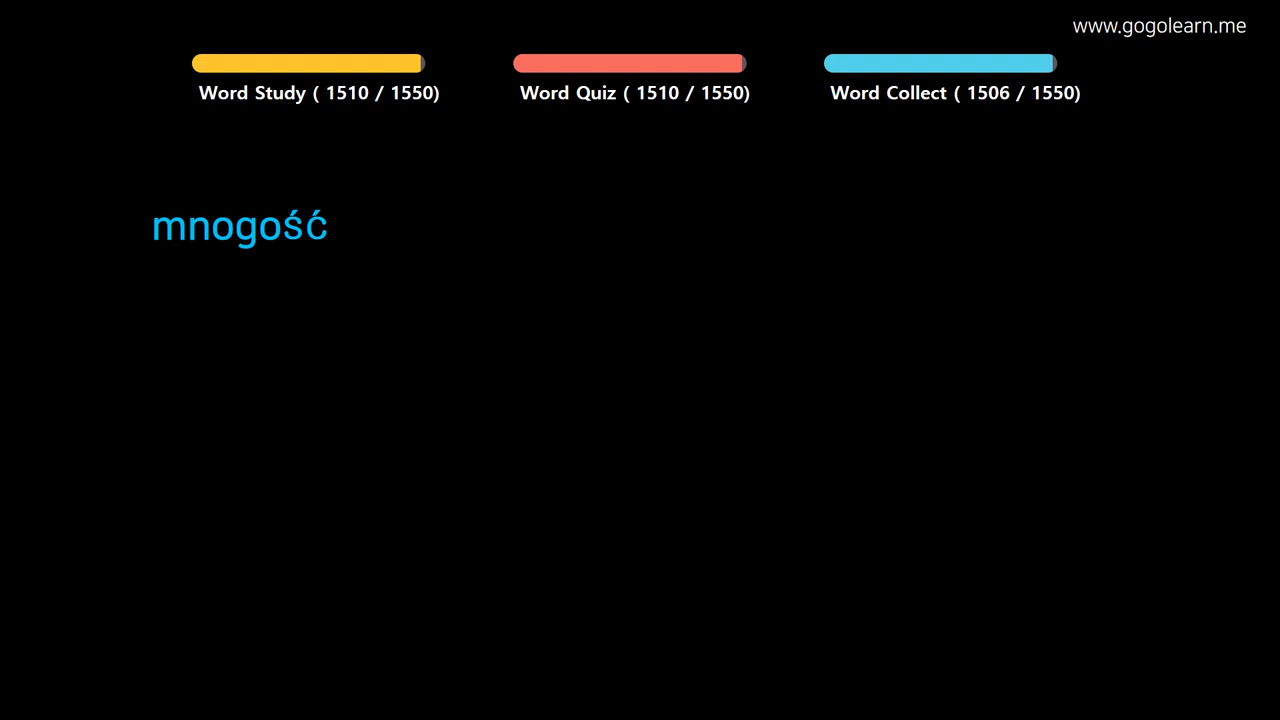 www.gogolearn.me
Word Study ( 1510 / 1550)
Word Quiz ( 1510 / 1550)
Word Collect ( 1506 / 1550)
mnogość